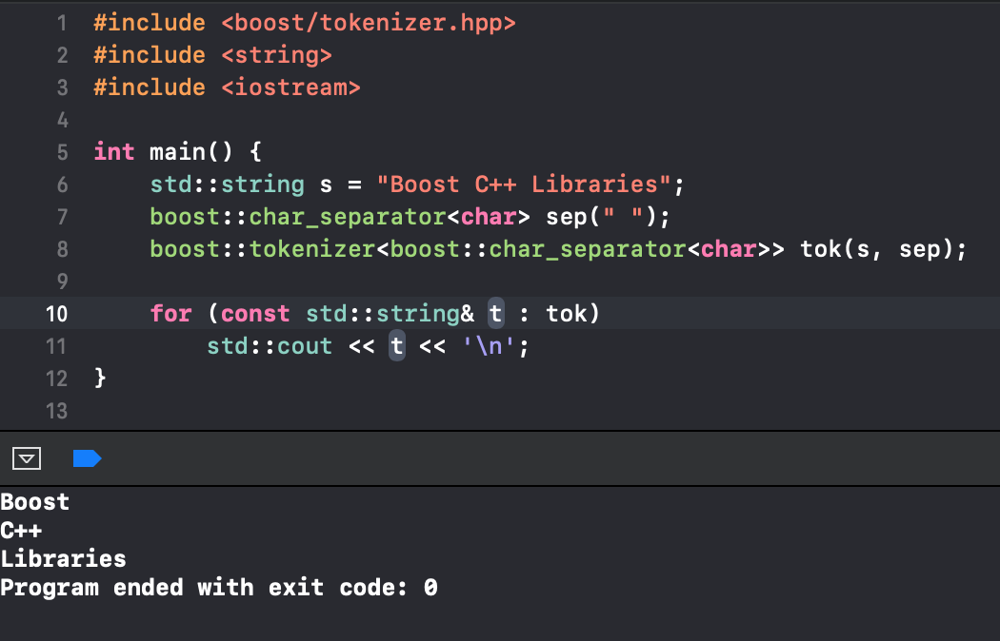 1 #include <boost/tokenizer.hpp>
2 #include <string>
3 #include <iostream>
4
5 int main() {
6     std::string s = "Boost C++ Libraries";
7     boost::char_separator<char> sep(" ");
8     boost::tokenizer<boost::char_separator<char>> tok(s, sep);
9
10     for (const std::string& t : tok)
11         std::cout << t << '\n';
12 }
13
Boost
C++
Libraries
Program ended with exit code: 0